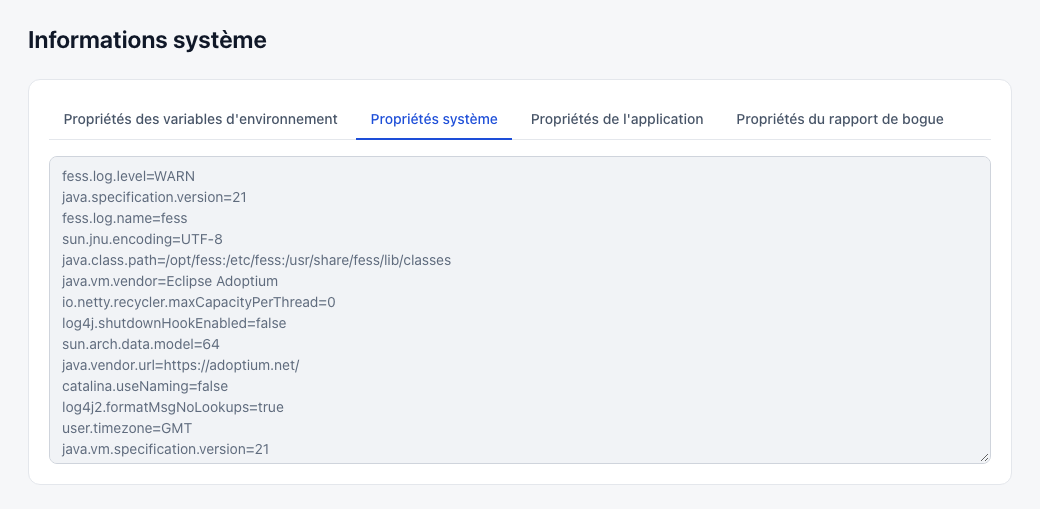 Informations système
Propriétés des variables d'environnement
Propriétés système
Propriétés de l'application
Propriétés du rapport de bogue
fess.log.level=WARN
java.specification.version=21
fess.log.name=fess
sun.jnu.encoding=UTF-8
java.class.path=/opt/fess:/etc/fess:/usr/share/fess/lib/classes
java.vm.vendor=Eclipse Adoptium
io.netty.recycler.maxCapacityPerThread=0
log4j.shutdownHookEnabled=false
sun.arch.data.model=64
java.vendor.url=https://adoptium.net/
catalina.useNaming=false
log4j2.formatMsgNoLookups=true
user.timezone=GMT
java.vm.specification.version=21